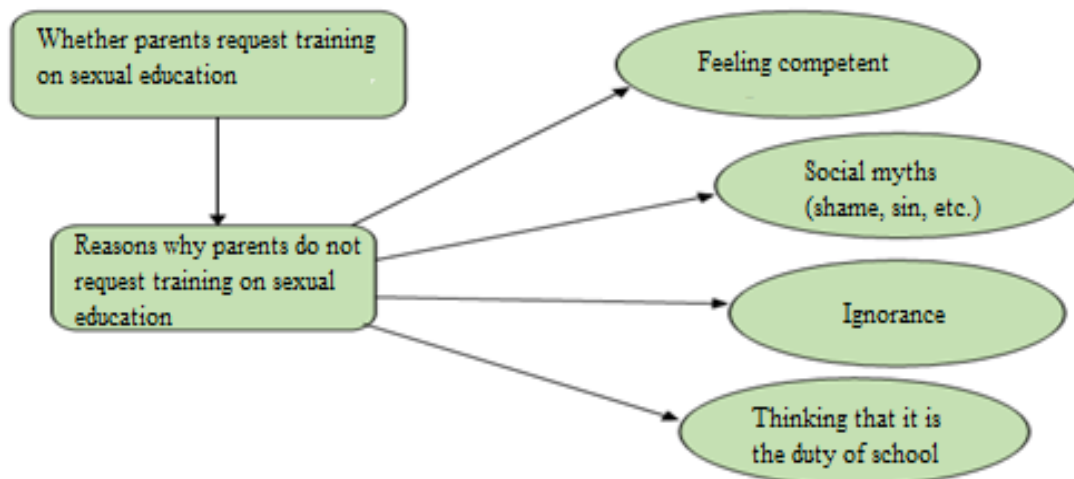 Whether parents request training
on sexual education
Feeling competent
Social myths
(shame, sin, etc.)
Reasons why parents do not
request training on sexual
education
Ignorance
Thinking that it is
the duty of school